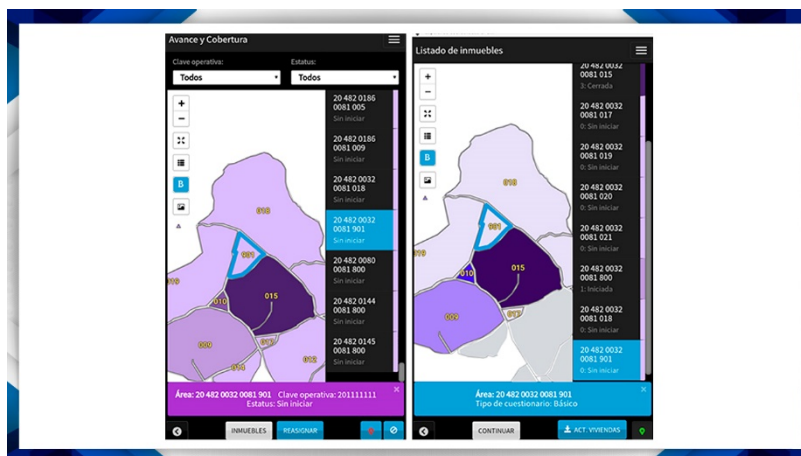 Avance y Cobertura
Clave operativa:
Estatus:
Todos
Todos
20 482 0186
0081 005
Sin iniciar
20 482 0186
0081 009
Sin iniciar
20 482 0032
0081 018
Sin iniciar
20 482 0032
0081 901
Sin iniciar
20 482 0080
0081 800
Sin iniciar
20 482 0144
0081 800
Sin iniciar
20 482 0145
0081 800
Sin iniciar
B
018
901
019
010
015
009
017
014
012
Área: 20 482 0032 0081 901 Clave operativa: 201111111
Estatus: Sin iniciar
INMUEBLES
REASIGNAR
Listado de inmuebles
20 482 0032
0081 015
3: Cerrada
20 482 0032
0081 017
0: Sin iniciar
20 482 0032
0081 019
0: Sin iniciar
20 482 0032
0081 020
0: Sin iniciar
20 482 0032
0081 021
0: Sin iniciar
20 482 0032
0081 800
1: Iniciada
20 482 0032
0081 018
0: Sin iniciar
20 482 0032
0081 901
0: Sin iniciar
B
018
901
019
010
015
009
017
Área: 20 482 0032 0081 901
Tipo de cuestionario: Básico
CONTINUAR
ACT. VIVIENDAS